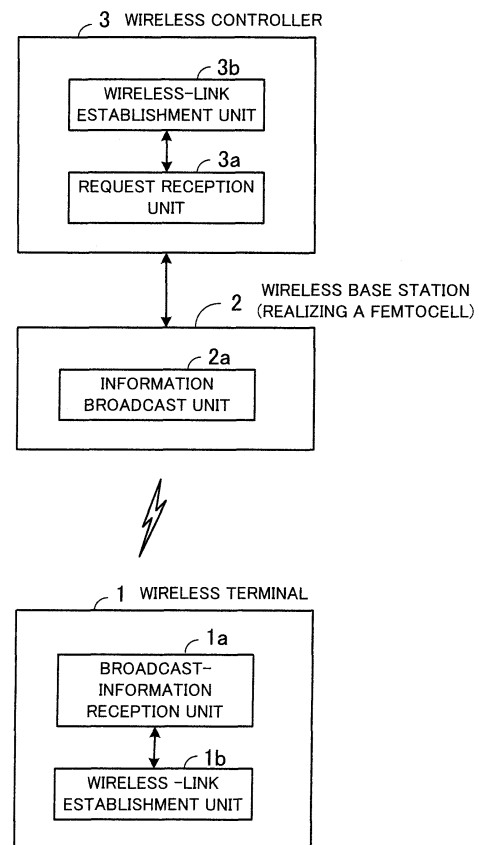 3 WIRELESS CONTROLLER
3b
WIRELESS-LINK
ESTABLISHMENT UNIT
3a
REQUEST RECEPTION
UNIT
WIRELESS BASE STATION
2 (REALIZING A FEMTOCELL)
2a
INFORMATION
BROADCAST UNIT
1 WIRELESS TERMINAL
1a
BROADCAST-
INFORMATION
RECEPTION UNIT
1b
WIRELESS -LINK
ESTABLISHMENT UNIT